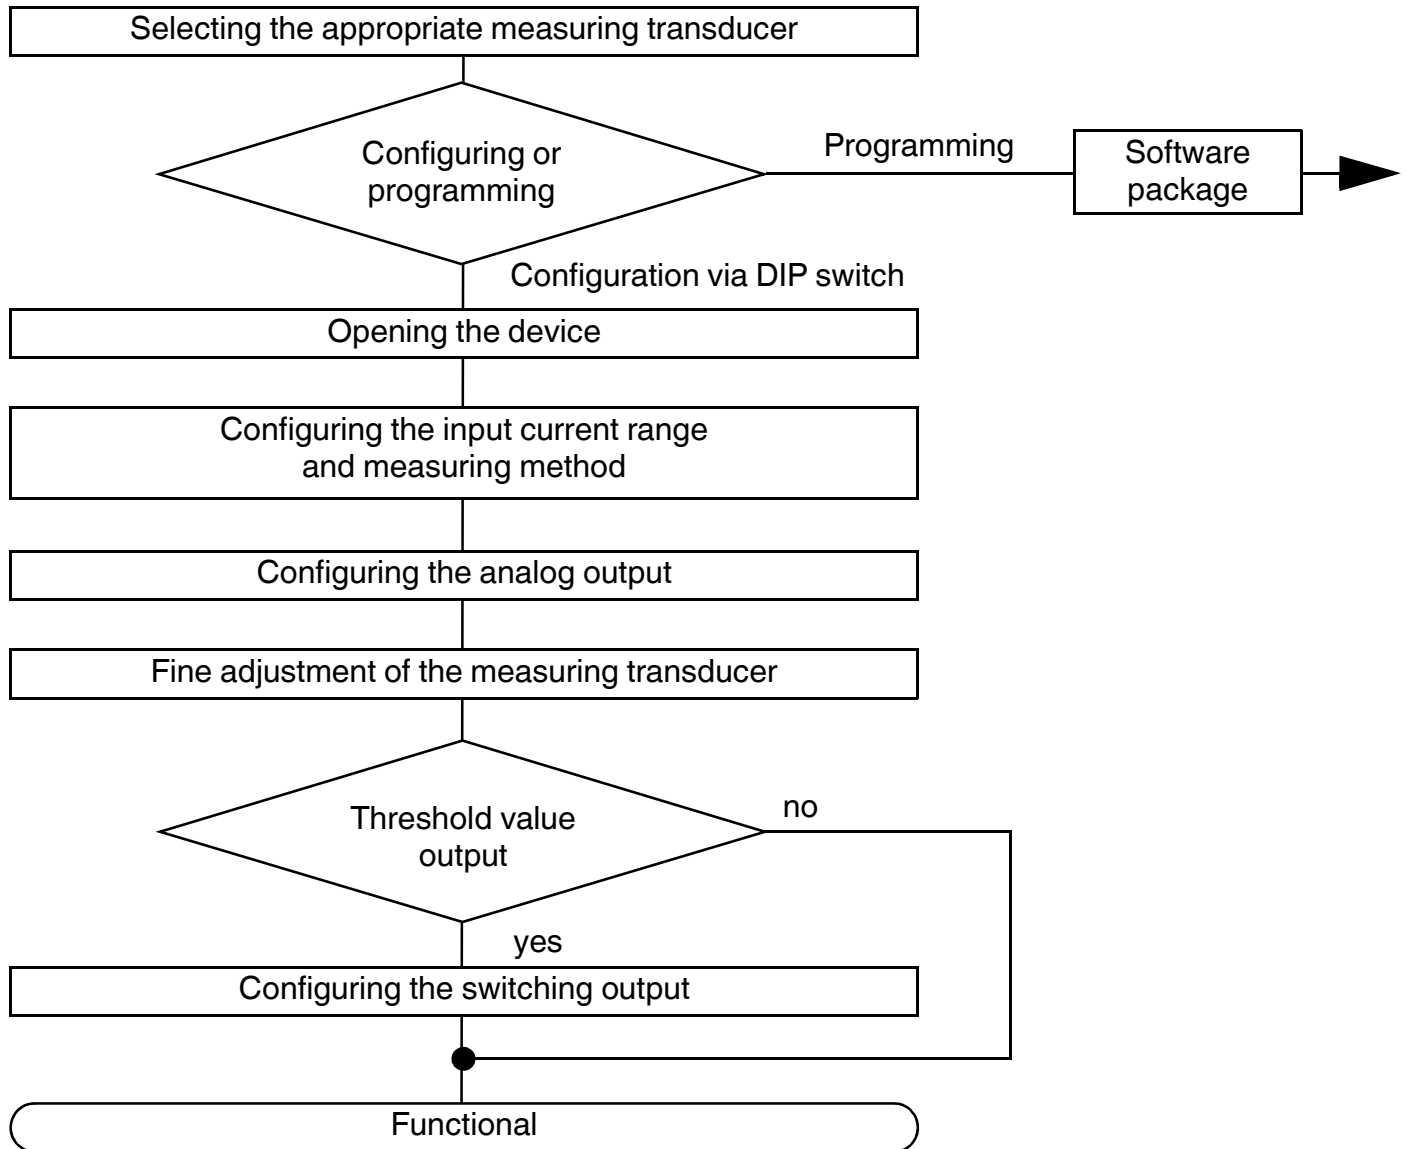 Selecting the appropriate measuring transducer
Configuring or
programming
Programming
Software
package
Configuration via DIP switch
Opening the device
Configuring the input current range
and measuring method
Configuring the analog output
Fine adjustment of the measuring transducer
Threshold value
output
no
yes
Configuring the switching output
Functional